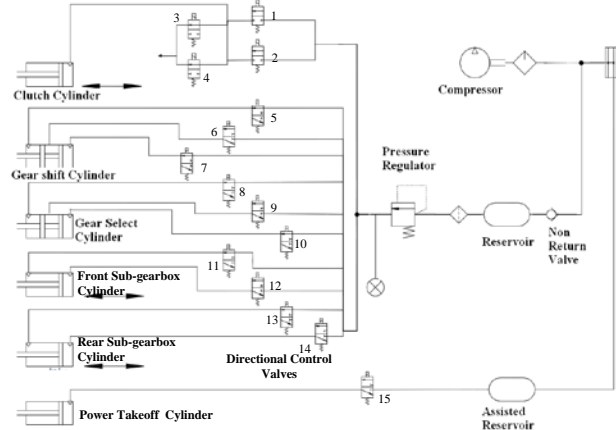 3
1
2
4
Clutch Cylinder
Compressor
5
6
7
Gear shift Cylinder
Pressure
Regulator
8
9
10
Gear Select
Cylinder
Reservoir
Non
Return
Valve
11
12
Front Sub-gearbox
Cylinder
13
14
Rear Sub-gearbox
Cylinder
Directional Control
Valves
15
Power Takeoff Cylinder
Assisted
Reservoir